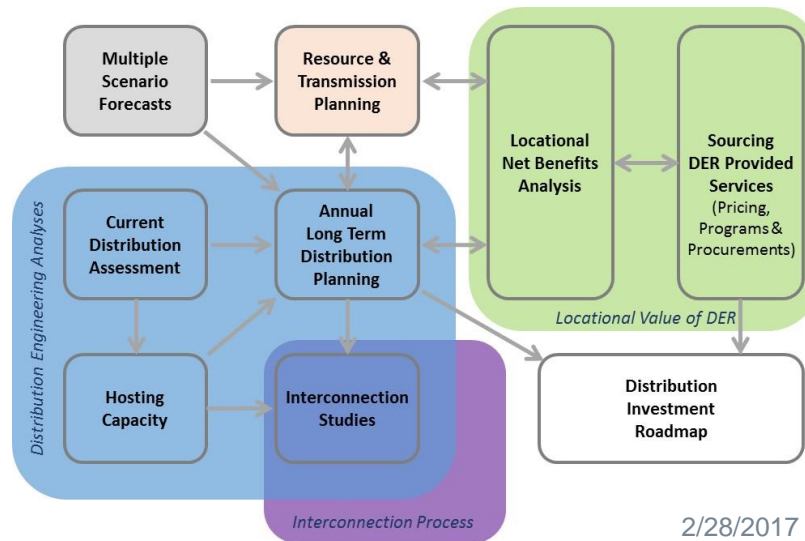 Multiple
Scenario
Forecasts
Resource &
Transmission
Planning
Locational
Net Benefits
Analysis
Sourcing
DER Provided
Services
(Pricing,
Programs &
Procurements)
Distribution Engineering Analyses
Current
Distribution
Assessment
Annual
Long Term
Distribution
Planning
Locational Value of DER
Hosting
Capacity
Interconnection
Studies
Distribution
Investment
Roadmap
Interconnection Process
2/28/2017